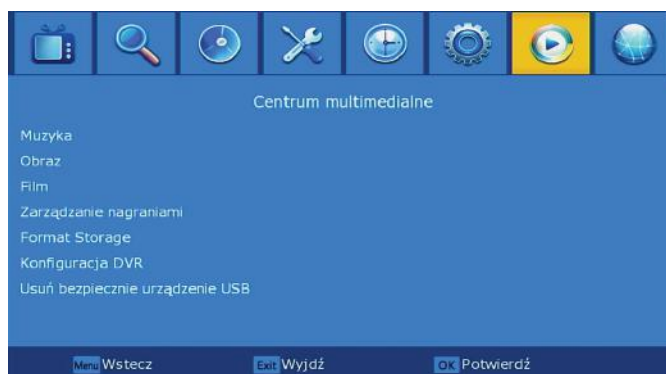 Centrum multimedialne
Muzyka
Obraz
Film
Zarządzanie nagraniami
Format Storage
Konfiguracja DVR
Usuń bezpiecznie urządzenie USB
Menu Wstecz Exit Wyjdź OK Potwierdź